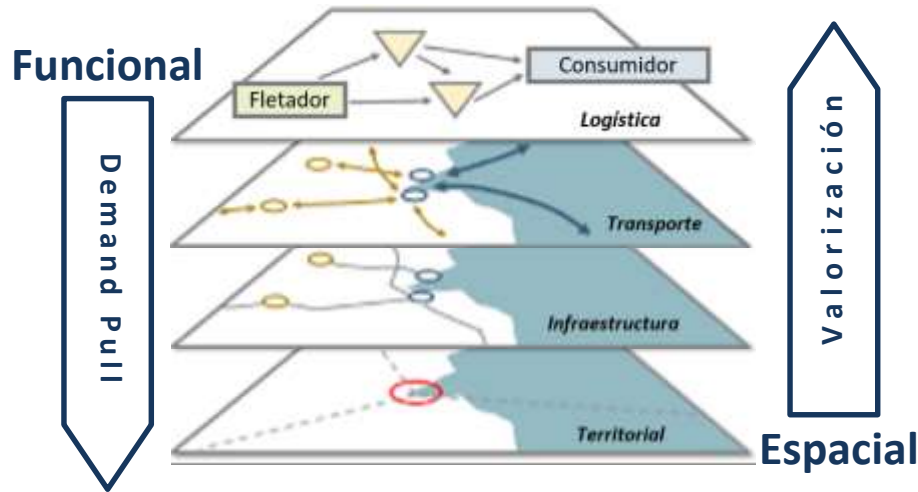 Funcional
Demand Pull
Fletador
Consumidor
Logística
Transporte
Infraestructura
Territorial
Valorización
Espacial